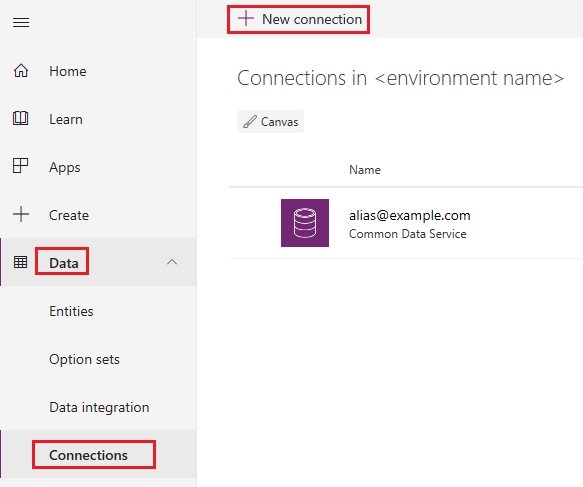 Home
Learn
Apps
Create
Data
Entities
Option sets
Data integration
Connections
New connection
Connections in <environment name>
Canvas
Name
alias@example.com
Common Data Service